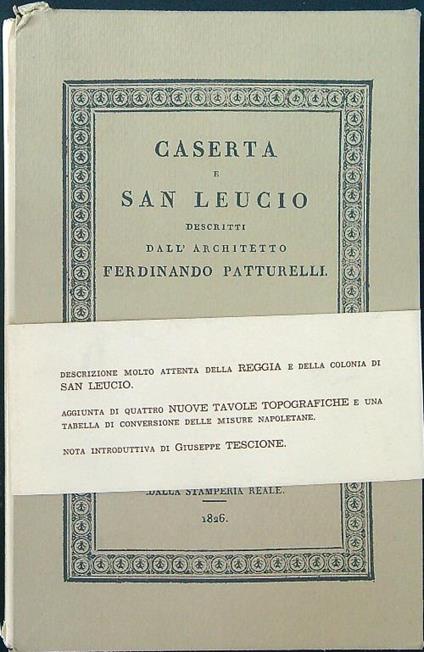 CASERTA
E
SAN LEUCIO
DESCRITTI
DALL' ARCHITETTO
FERDINANDO PATTURELLI.
DESCRIZIONE MOLTO ATTENTA DELLA REGGIA E DELLA COLONIA DI
SAN LEUCIO.
AGGIUNTA DI QUATTRO NUOVE TAVOLE TOPOGRAFICHE E UNA
TABELLA DI CONVERSIONE DELLE MISURE NAPOLETANE.
NOTA INTRODUTTIVA DI GIUSEPPE TESCIONE.
DALLA STAMPERIA REALE.
1826.